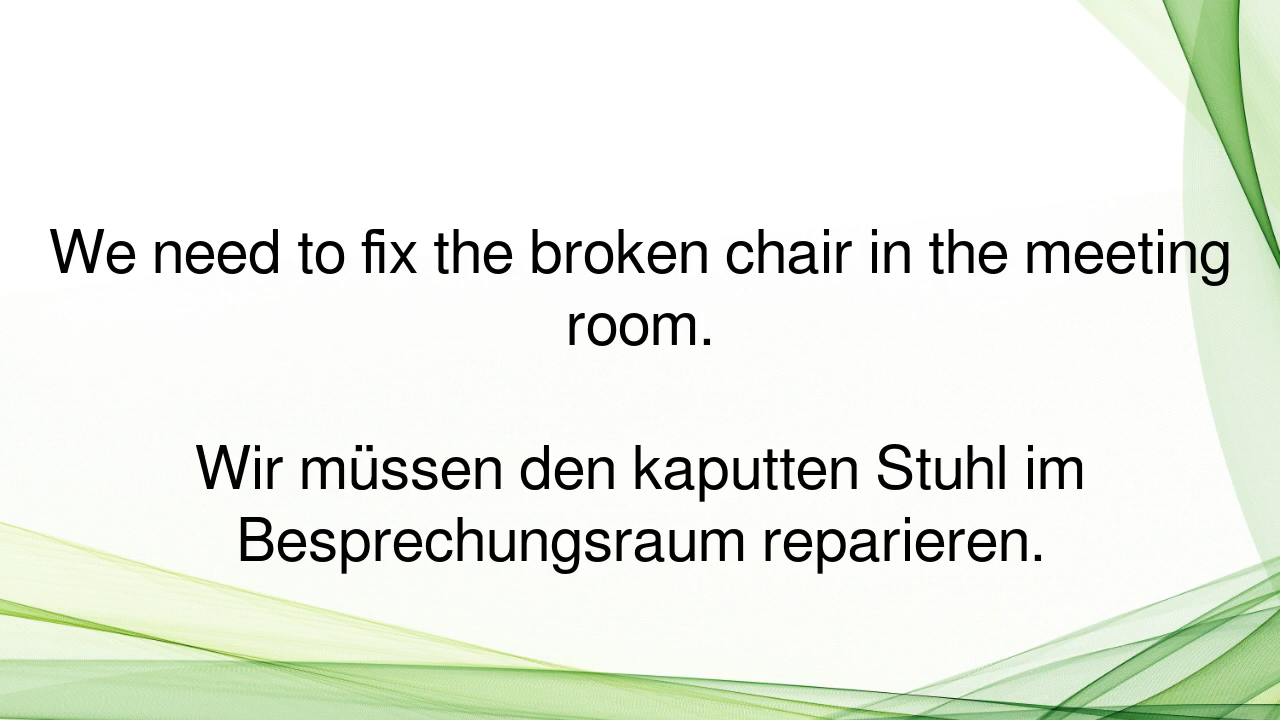 We need to fix the broken chair in the meeting
room.
Wir müssen den kaputten Stuhl im
Besprechungsraum reparieren.